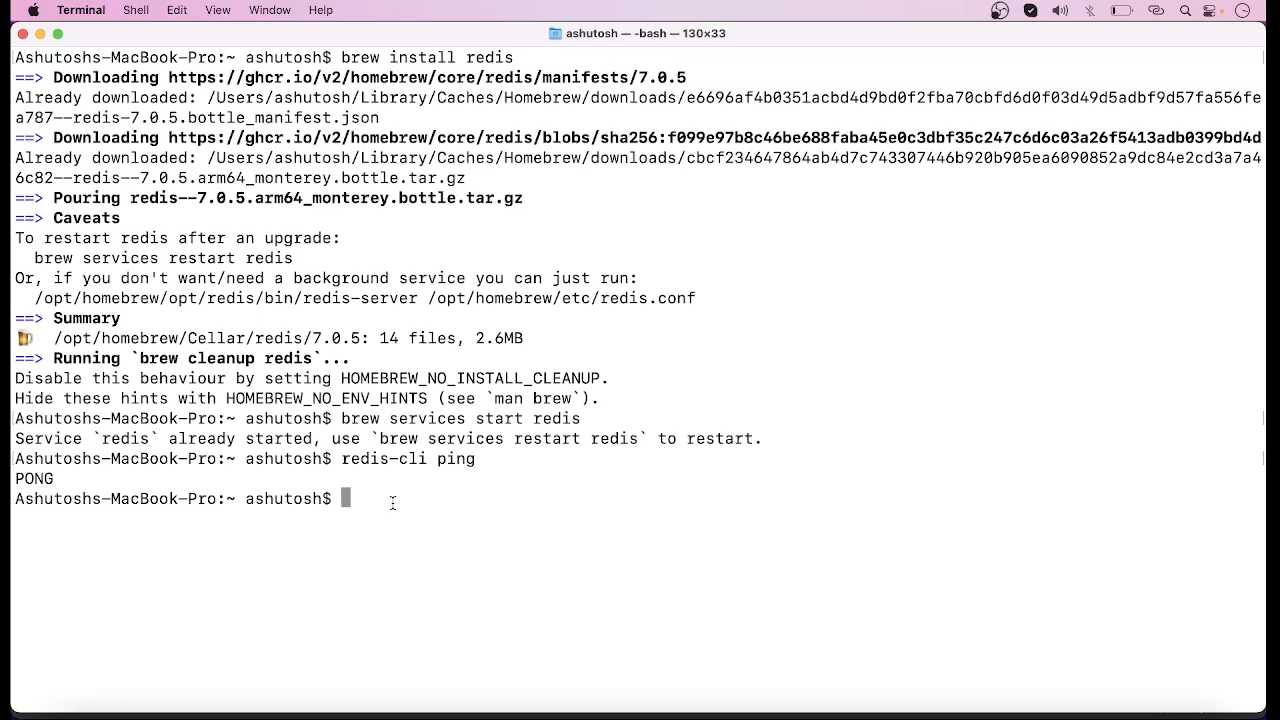 Terminal Shell Edit View Window Help
ashutosh — -bash — 130×33
Ashutoshs-MacBook-Pro:~ ashutosh$ brew install redis
==> Downloading https://ghcr.io/v2/homebrew/core/redis/manifests/7.0.5
Already downloaded: /Users/ashutosh/Library/Caches/Homebrew/downloads/e6696af4b0351acbd4d9bd0f2fba70cbfd6d0f03d49d5adbf9d57fa556fe
a787--redis-7.0.5.bottle_manifest.json
==> Downloading https://ghcr.io/v2/homebrew/core/redis/blobs/sha256:f099e97b8c46be688faba45e0c3dbf35c247c6d6c03a26f5413adb0399bd4d
Already downloaded: /Users/ashutosh/Library/Caches/Homebrew/downloads/cbcf234647864ab4d7c743307446b920b905ea6090852a9dc84e2cd3a7a4
6c82--redis--7.0.5.arm64_monterey.bottle.tar.gz
==> Pouring redis--7.0.5.arm64_monterey.bottle.tar.gz
==> Caveats
To restart redis after an upgrade:
  brew services restart redis
Or, if you don't want/need a background service you can just run:
  /opt/homebrew/opt/redis/bin/redis-server /opt/homebrew/etc/redis.conf
==> Summary
🍺  /opt/homebrew/Cellar/redis/7.0.5: 14 files, 2.6MB
==> Running `brew cleanup redis`...
Disable this behaviour by setting HOMEBREW_NO_INSTALL_CLEANUP.
Hide these hints with HOMEBREW_NO_ENV_HINTS (see `man brew`).
Ashutoshs-MacBook-Pro:~ ashutosh$ brew services start redis
Service `redis` already started, use `brew services restart redis` to restart.
Ashutoshs-MacBook-Pro:~ ashutosh$ redis-cli ping
PONG
Ashutoshs-MacBook-Pro:~ ashutosh$